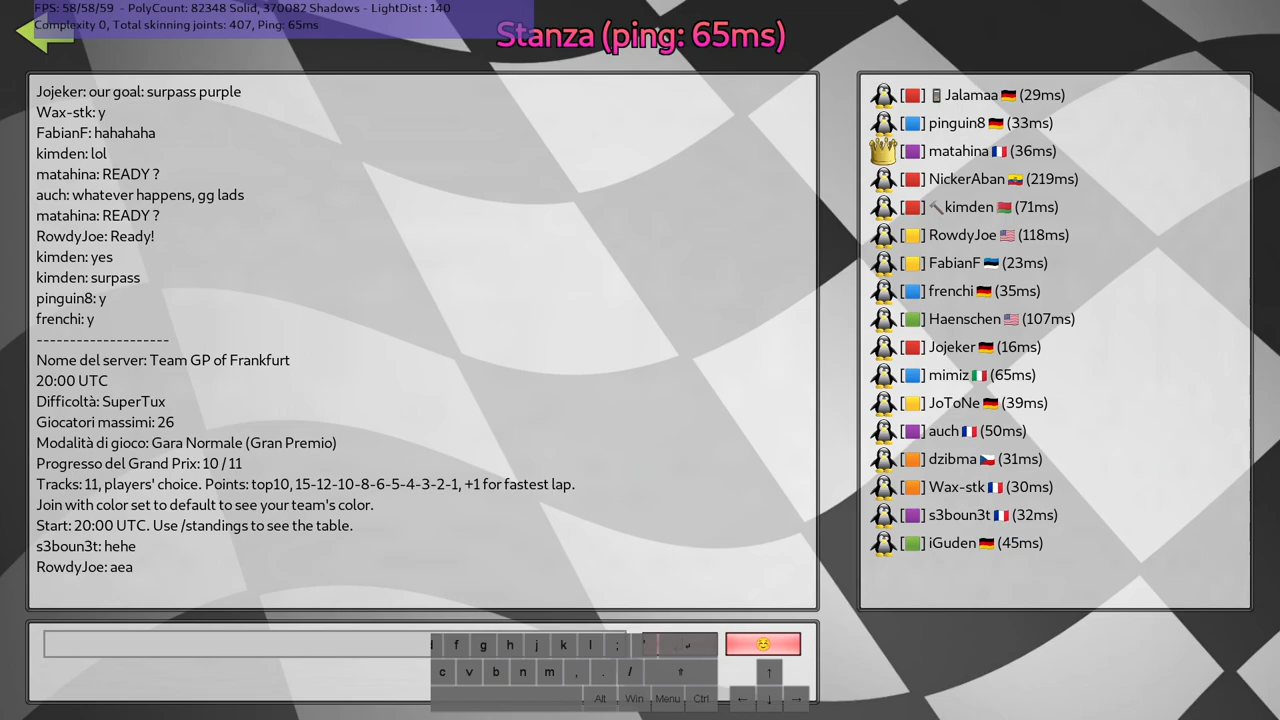 FPS: 58/58/59 - PolyCount: 82348 Solid, 370082 Shadows - LightDist : 140
Complexity 0, Total skinning joints: 407, Ping: 65ms
Stanza (ping: 65ms)
Jojeker: our goal: surpass purple
Wax-stk: y
FabianF: hahahaha
kimden: lol
matahina: READY ?
auch: whatever happens, gg lads
matahina: READY ?
RowdyJoe: Ready!
kimden: yes
kimden: surpass
pinguin8: y
frenchi: y
--------------------
Nome del server: Team GP of Frankfurt
20:00 UTC
Difficoltà: SuperTux
Giocatori massimi: 26
Modalità di gioco: Gara Normale (Gran Premio)
Progresso del Grand Prix: 10 / 11
Tracks: 11, players' choice. Points: top10, 15-12-10-8-6-5-4-3-2-1, +1 for fastest lap.
Join with color set to default to see your team's color.
Start: 20:00 UTC. Use /standings to see the table.
s3boun3t: hehe
RowdyJoe: aea
[🟥] 📱Jalamaa 🇩🇪 (29ms)
[🟦] pinguin8 🇩🇪 (33ms)
[🟪] matahina 🇫🇷 (36ms)
[🟥] NickerAban 🇪🇨 (219ms)
[🟥] 🔨kimden 🇧🇾 (71ms)
[🟨] RowdyJoe 🇺🇸 (118ms)
[🟨] FabianF 🇪🇪 (23ms)
[🟦] frenchi 🇩🇪 (35ms)
[🟩] Haenschen 🇺🇸 (107ms)
[🟥] Jojeker 🇩🇪 (16ms)
[🟦] mimiz 🇮🇹 (65ms)
[🟨] JoToNe 🇩🇪 (39ms)
[🟪] auch 🇫🇷 (50ms)
[🟧] dzibma 🇨🇿 (31ms)
[🟧] Wax-stk 🇫🇷 (30ms)
[🟪] s3boun3t 🇫🇷 (32ms)
[🟩] iGuden 🇩🇪 (45ms)
f g h j k l ; ' ↵
c v b n m , . / ⇧ ↑
Alt Win Menu Ctrl ← ↓ →